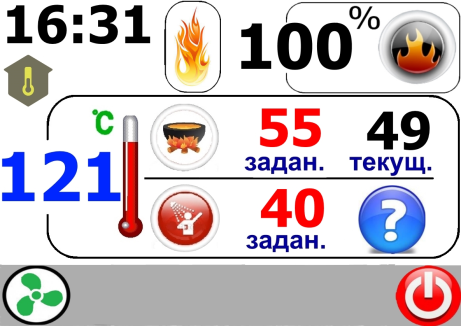 16:31
100 %
°C
55 49
задан. текущ.
121
40 ?
задан.